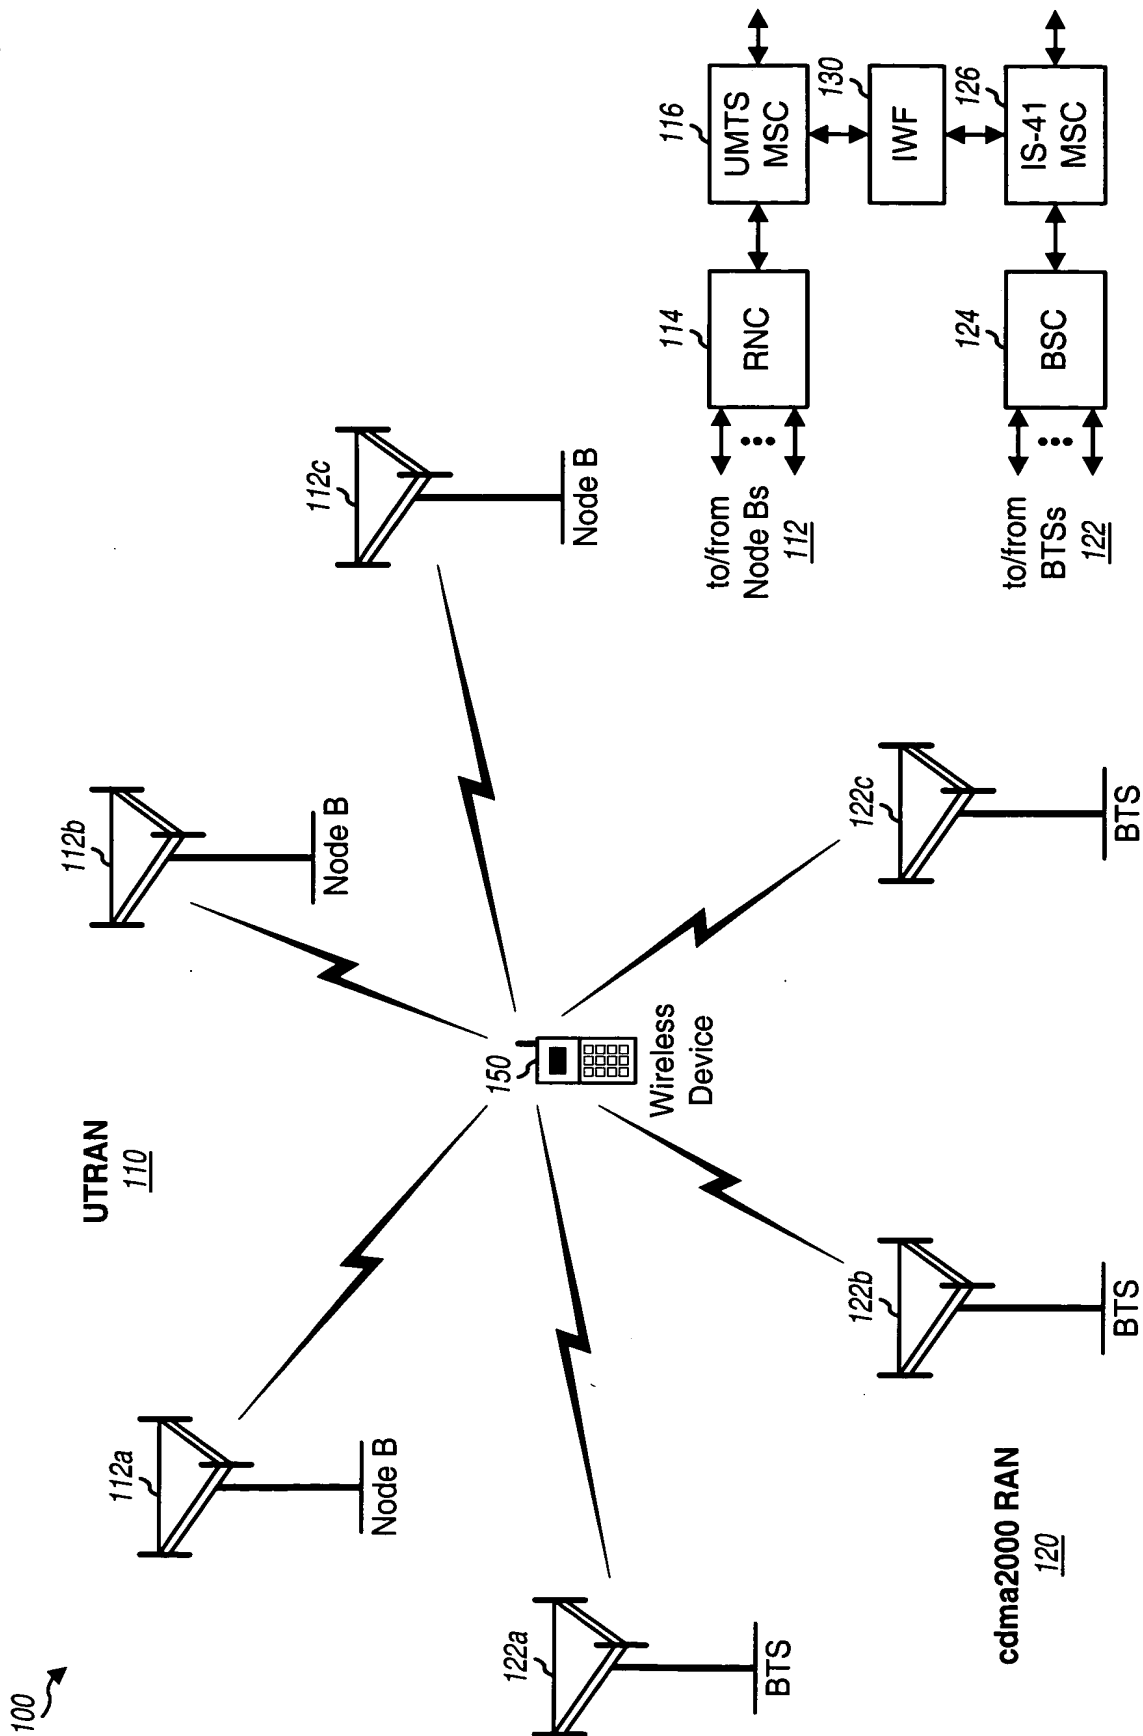 100
UTRAN
110
112a
Node B
112b
Node B
112c
Node B
122a
BTS
150
Wireless
Device
122b
BTS
122c
BTS
cdma2000 RAN
120
114
RNC
116
UMTS
MSC
to/from
Node Bs
112
130
IWF
124
BSC
126
IS-41
MSC
to/from
BTSs
122